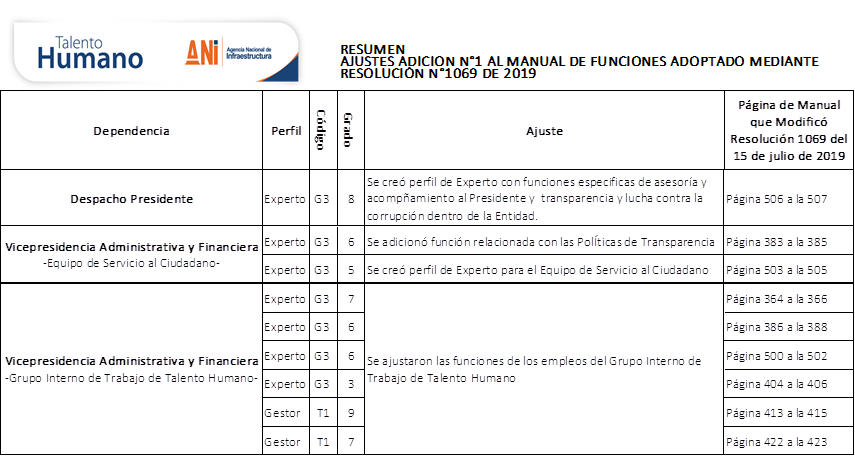 Talento
Humano
ANI
Agencia Nacional de
Infraestructura
RESUMEN
AJUSTES ADICION N°1 AL MANUAL DE FUNCIONES ADOPTADO MEDIANTE
RESOLUCIÓN N°1069 DE 2019
Dependencia Perfil Código Grado Ajuste Página de Manual
que Modificó
Resolución 1069 del
15 de julio de 2019
Despacho Presidente Experto G3 8 Se creó perfil de Experto con funciones especificas de asesoría y
acompñamiento al Presidente y transparencia y lucha contra la
corrupción dentro de la Entidad.
Página 506 a la 507
Vicepresidencia Administrativa y Financiera
-Equipo de Servicio al Ciudadano-
Experto G3 6 Se adicionó función relacionada con las Políticas de Transparencia Página 383 a la 385
Experto G3 5 Se creó perfil de Experto para el Equipo de Servicio al Ciudadano Página 503 a la 505
Vicepresidencia Administrativa y Financiera
-Grupo Interno de Trabajo de Talento Humano-
Experto G3 7 Página 364 a la 366
Experto G3 6 Página 386 a la 388
Experto G3 6 Página 500 a la 502
Experto G3 3 Página 404 a la 406
Gestor T1 9 Página 413 a la 415
Gestor T1 7 Página 422 a la 423
Se ajustaron las funciones de los empleos del Grupo Interno de
Trabajo de Talento Humano